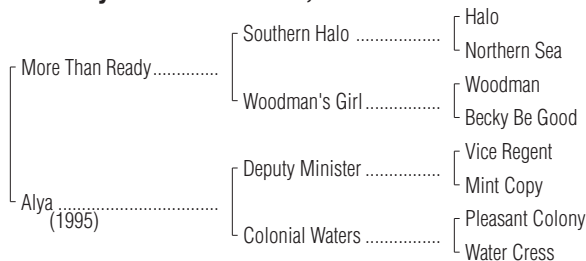 Halo
Southern Halo ..................
Northern Sea
More Than Ready..............
Woodman
Woodman's Girl ................
Becky Be Good
Vice Regent
Deputy Minister ................
Mint Copy
Alya ..................................
(1995)
Pleasant Colony
Colonial Waters ................
Water Cress